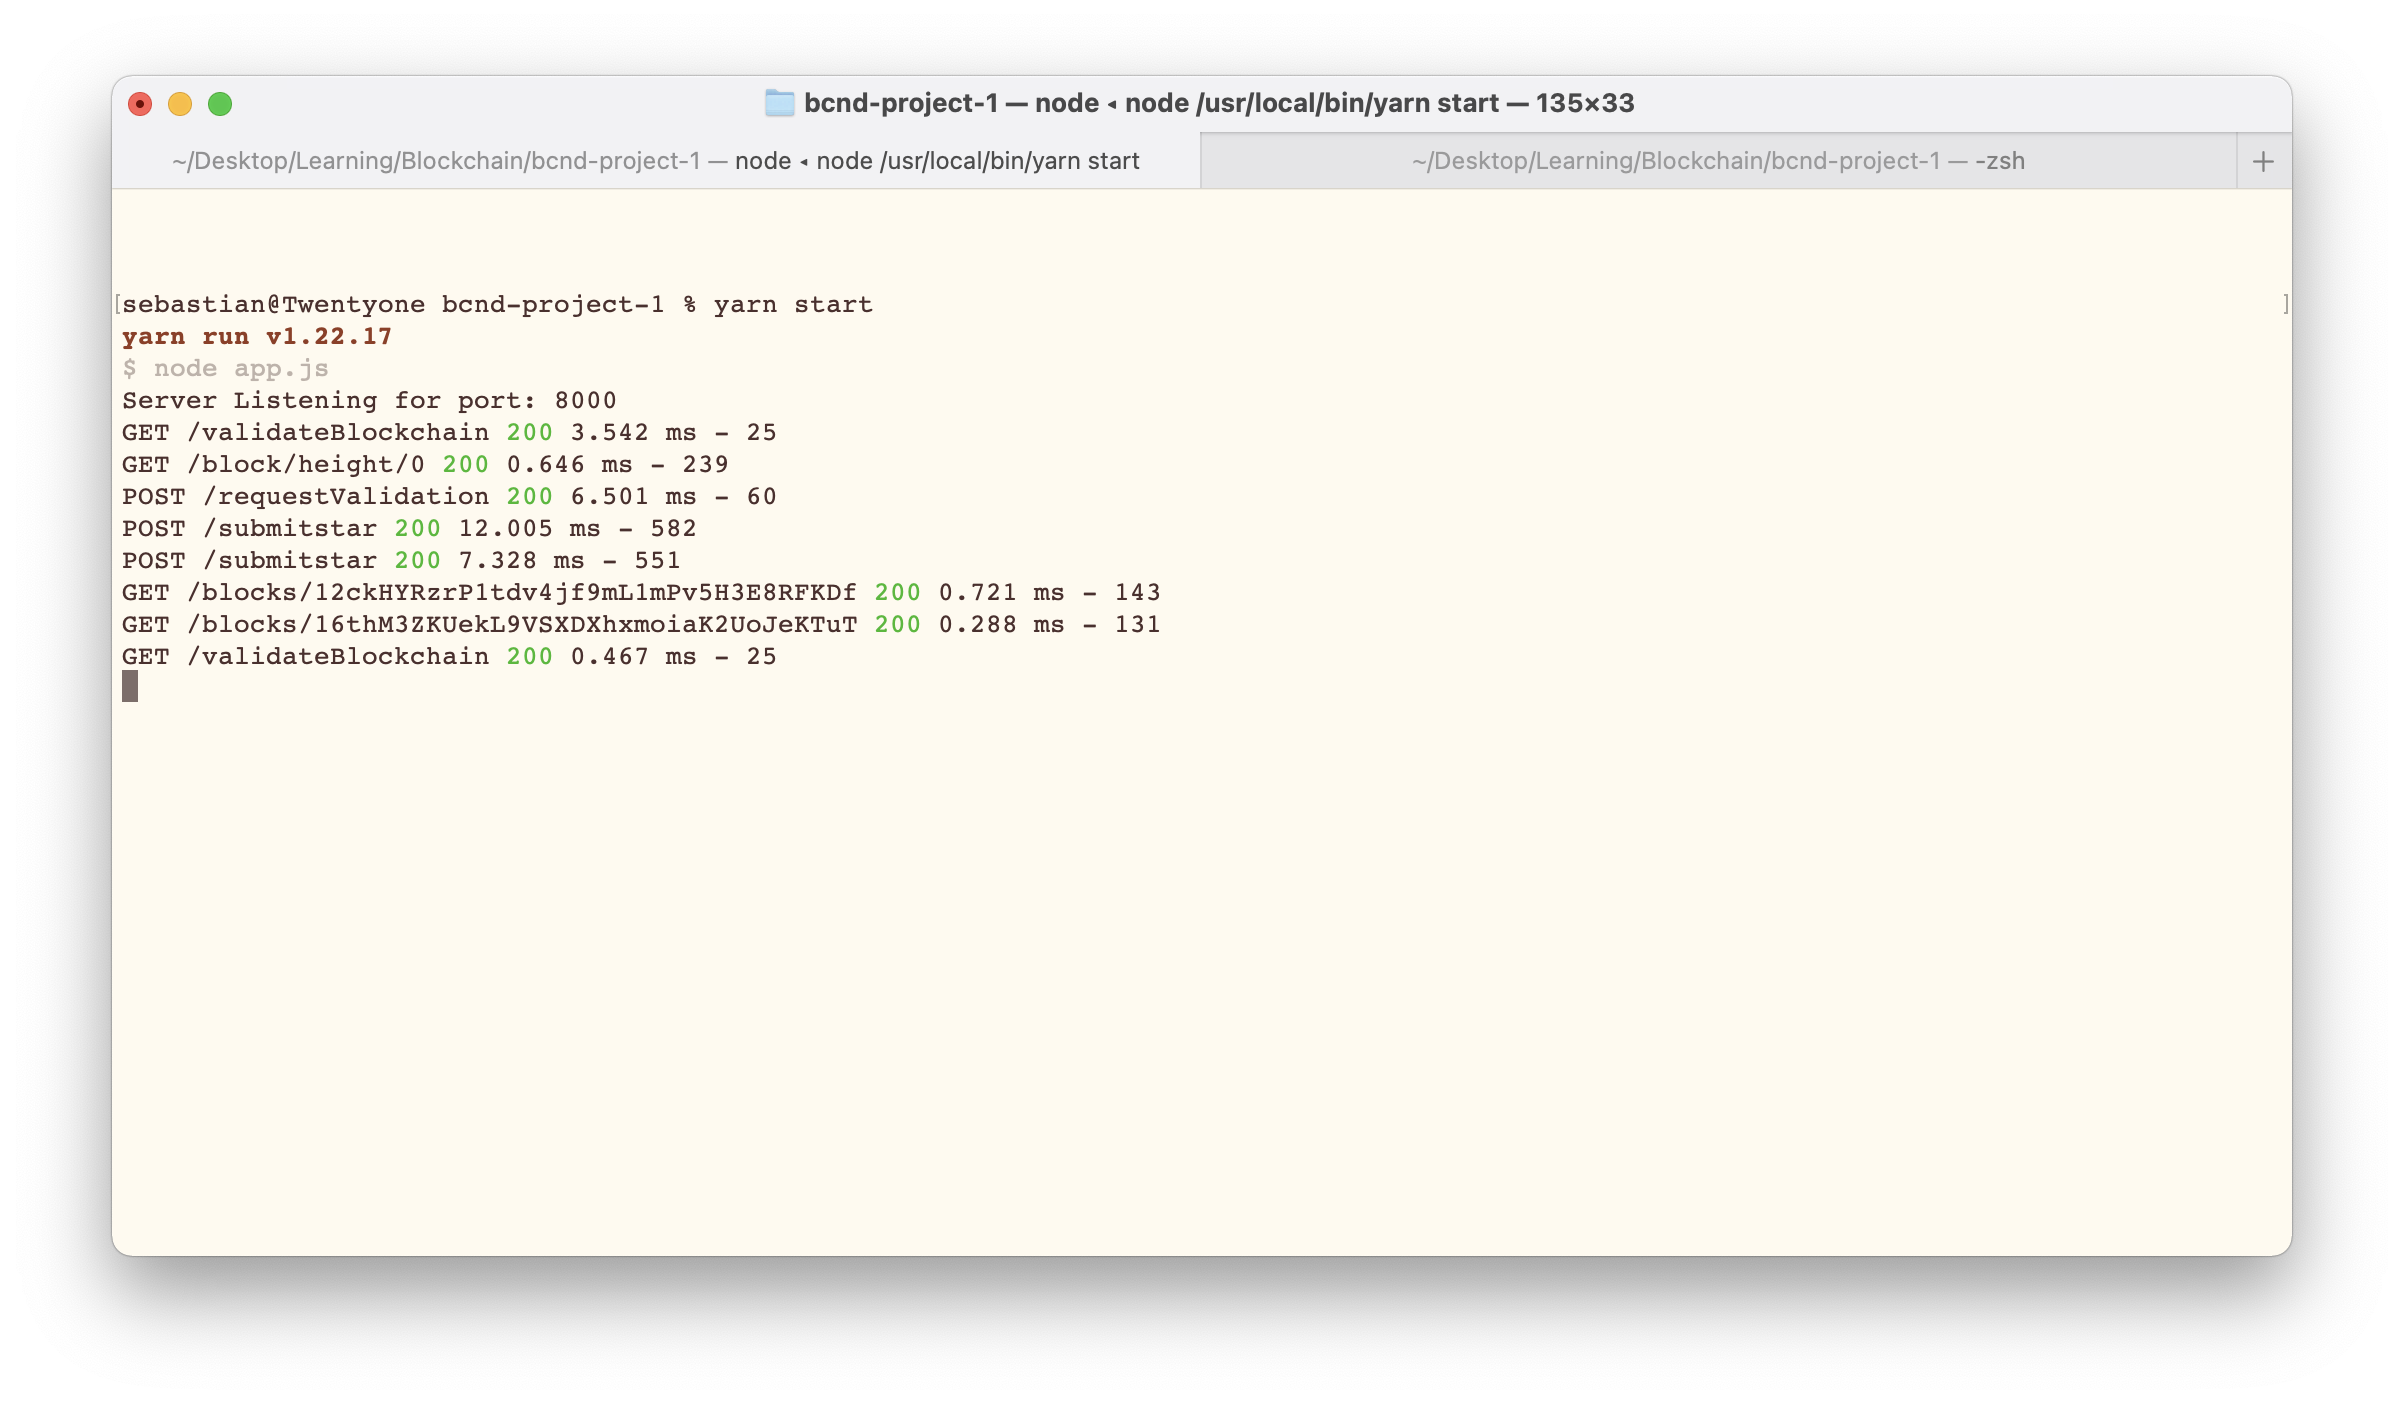 bcnd-project-1 — node ◂ node /usr/local/bin/yarn start — 135×33
~/Desktop/Learning/Blockchain/bcnd-project-1 — node ◂ node /usr/local/bin/yarn start
~/Desktop/Learning/Blockchain/bcnd-project-1 — -zsh
+
[sebastian@Twentyone bcnd-project-1 % yarn start ]
yarn run v1.22.17
$ node app.js
Server Listening for port: 8000
GET /validateBlockchain 200 3.542 ms - 25
GET /block/height/0 200 0.646 ms - 239
POST /requestValidation 200 6.501 ms - 60
POST /submitstar 200 12.005 ms - 582
POST /submitstar 200 7.328 ms - 551
GET /blocks/12ckHYRzrP1tdv4jf9mL1mPv5H3E8RFKDf 200 0.721 ms - 143
GET /blocks/16thM3ZKUekL9VSXDXhxmoiaK2UoJeKTuT 200 0.288 ms - 131
GET /validateBlockchain 200 0.467 ms - 25